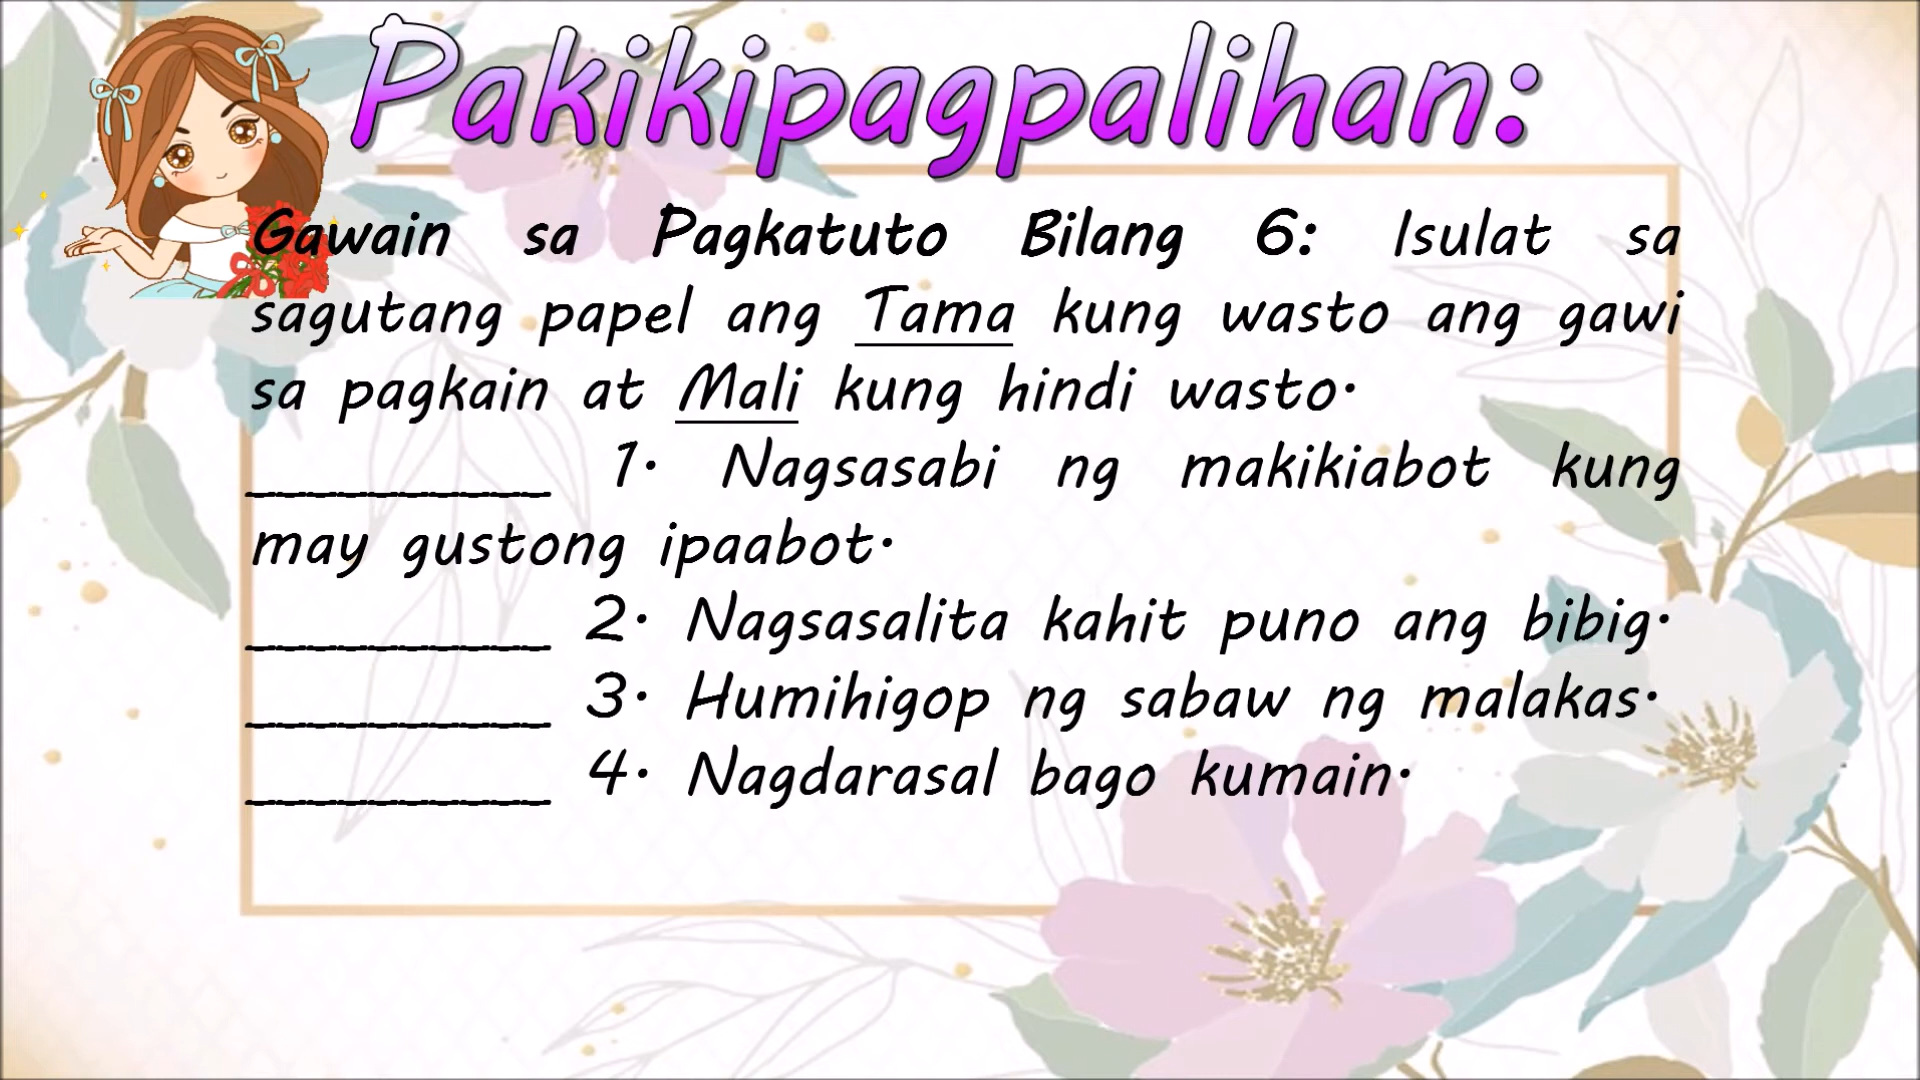 Pakikipagpalihan:
Gawain sa Pagkatuto Bilang 6: Isulat sa
sagutang papel ang Tama kung wasto ang gawi
sa pagkain at Mali kung hindi wasto.
__________ 1. Nagsasabi ng makikiabot kung
may gustong ipaabot.
__________ 2. Nagsasalita kahit puno ang bibig.
__________ 3. Humihigop ng sabaw ng malakas.
__________ 4. Nagdarasal bago kumain.